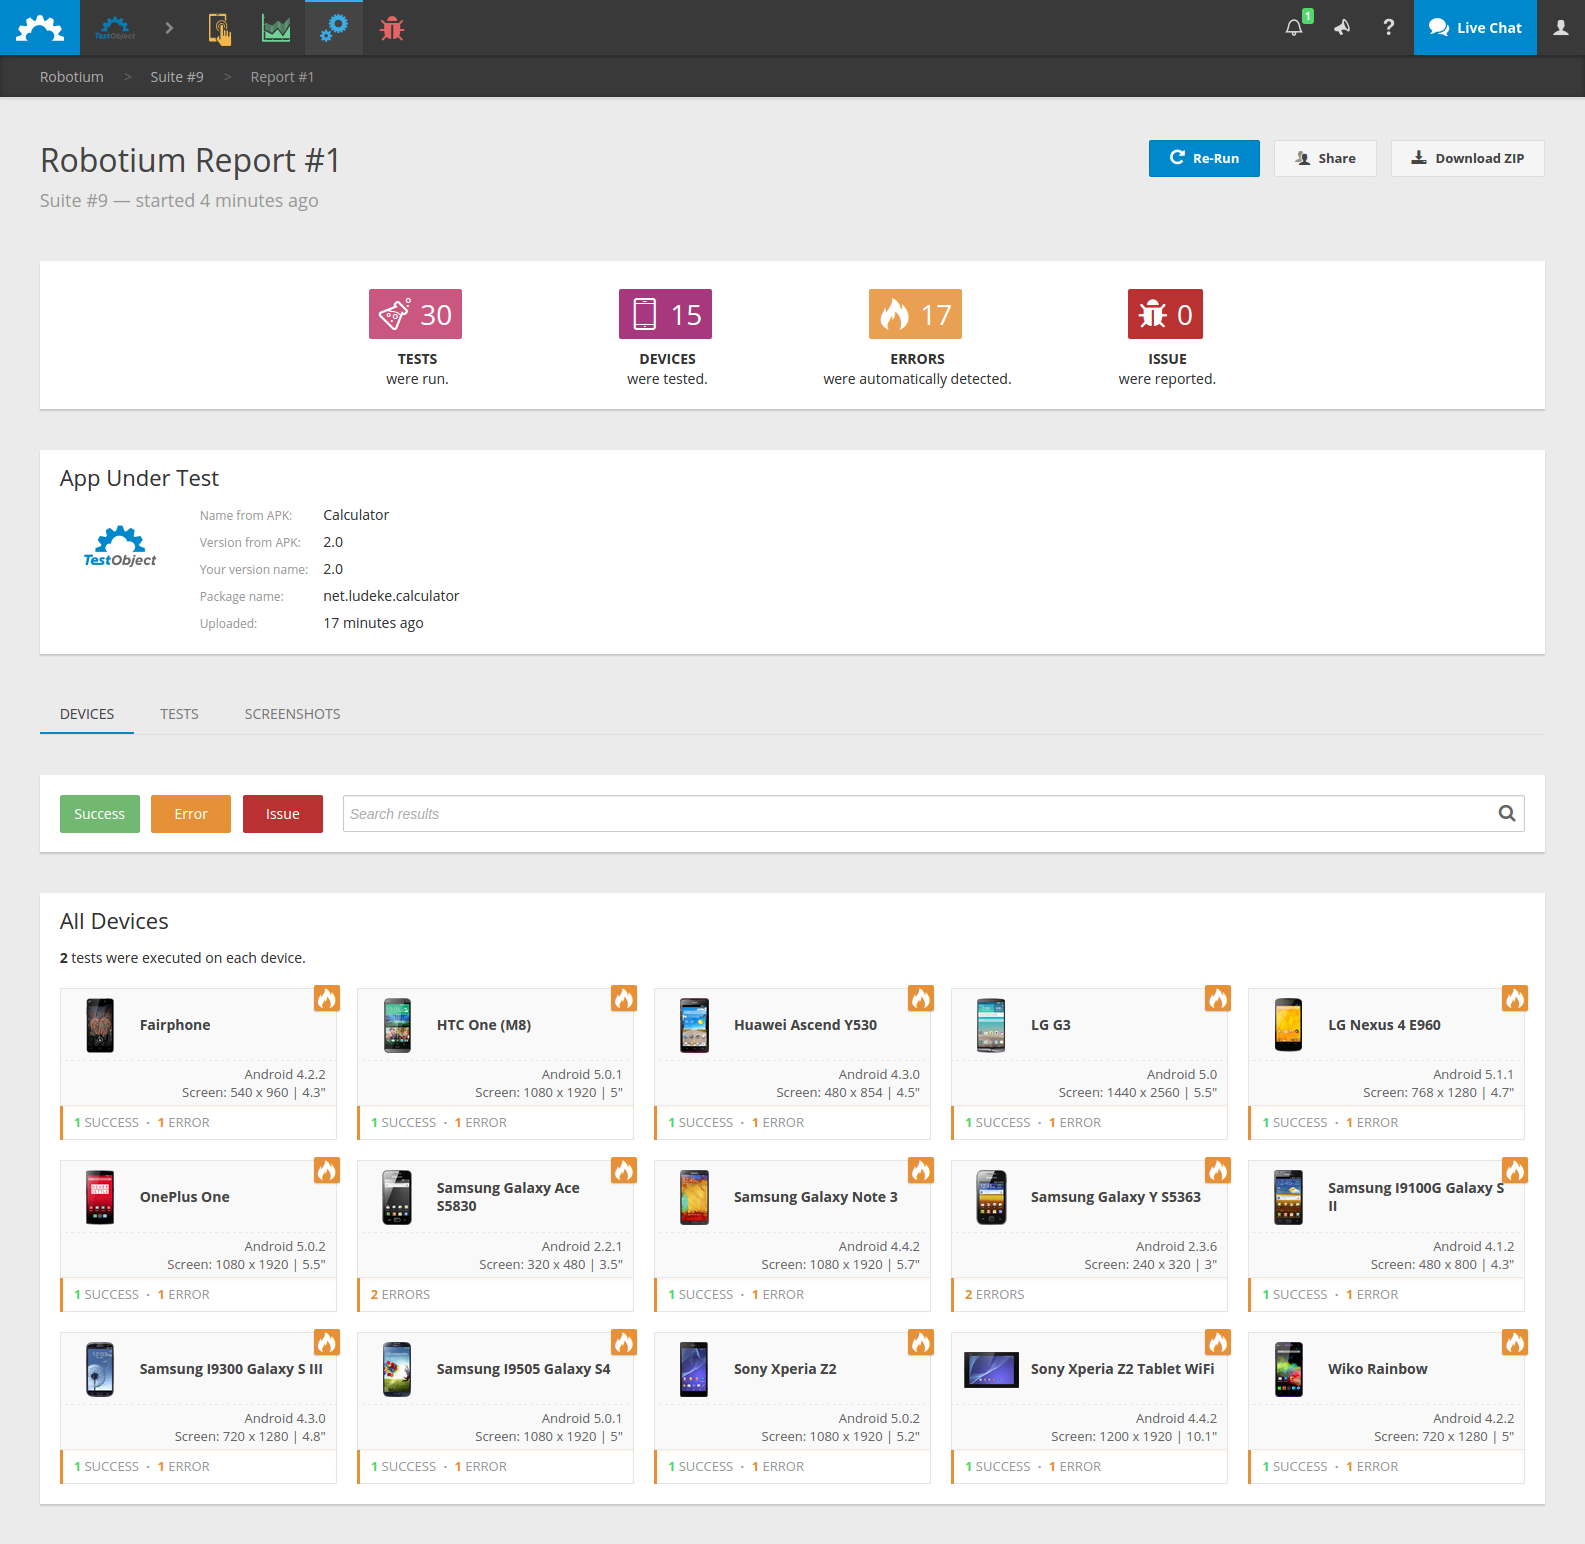 TestObject
1
Live Chat
Robotium > Suite #9 > Report #1
Robotium Report #1
Re-Run
Share
Download ZIP
Suite #9 — started 4 minutes ago
30
15
17
0
TESTS
DEVICES
ERRORS
ISSUE
were run.
were tested.
were automatically detected.
were reported.
App Under Test
TestObject
Name from APK: Calculator
Version from APK: 2.0
Your version name: 2.0
Package name: net.ludeke.calculator
Uploaded: 17 minutes ago
DEVICES
TESTS
SCREENSHOTS
Success
Error
Issue
Search results
All Devices
2 tests were executed on each device.
Fairphone
Android 4.2.2
Screen: 540 x 960 | 4.3"
1 SUCCESS · 1 ERROR
HTC One (M8)
Android 5.0.1
Screen: 1080 x 1920 | 5"
1 SUCCESS · 1 ERROR
Huawei Ascend Y530
Android 4.3.0
Screen: 480 x 854 | 4.5"
1 SUCCESS · 1 ERROR
LG G3
Android 5.0
Screen: 1440 x 2560 | 5.5"
1 SUCCESS · 1 ERROR
LG Nexus 4 E960
Android 5.1.1
Screen: 768 x 1280 | 4.7"
1 SUCCESS · 1 ERROR
OnePlus One
Android 5.0.2
Screen: 1080 x 1920 | 5.5"
1 SUCCESS · 1 ERROR
Samsung Galaxy Ace
S5830
Android 2.2.1
Screen: 320 x 480 | 3.5"
2 ERRORS
Samsung Galaxy Note 3
Android 4.4.2
Screen: 1080 x 1920 | 5.7"
1 SUCCESS · 1 ERROR
Samsung Galaxy Y S5363
Android 2.3.6
Screen: 240 x 320 | 3"
2 ERRORS
Samsung I9100G Galaxy S
II
Android 4.1.2
Screen: 480 x 800 | 4.3"
1 SUCCESS · 1 ERROR
Samsung I9300 Galaxy S III
Android 4.3.0
Screen: 720 x 1280 | 4.8"
1 SUCCESS · 1 ERROR
Samsung I9505 Galaxy S4
Android 5.0.1
Screen: 1080 x 1920 | 5"
1 SUCCESS · 1 ERROR
Sony Xperia Z2
Android 5.0.2
Screen: 1080 x 1920 | 5.2"
1 SUCCESS · 1 ERROR
Sony Xperia Z2 Tablet WiFi
Android 4.4.2
Screen: 1200 x 1920 | 10.1"
1 SUCCESS · 1 ERROR
Wiko Rainbow
Android 4.2.2
Screen: 720 x 1280 | 5"
1 SUCCESS · 1 ERROR